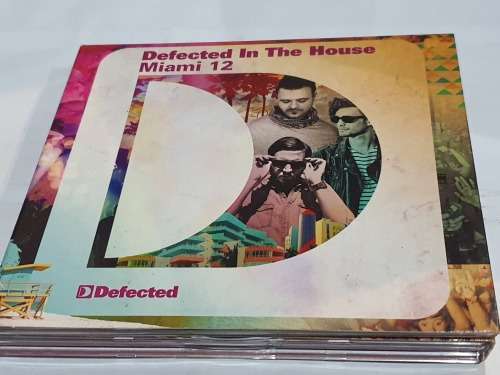 Defected In The House
Miami 12
Defected